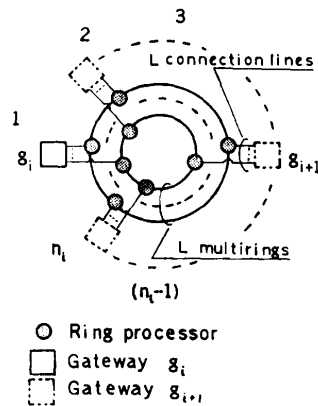 3
2
L connection lines
1
g_i
g_{i+1}
n_i
L multirings
(n_i-1)
Ring processor
Gateway g_i
Gateway g_{i+1}